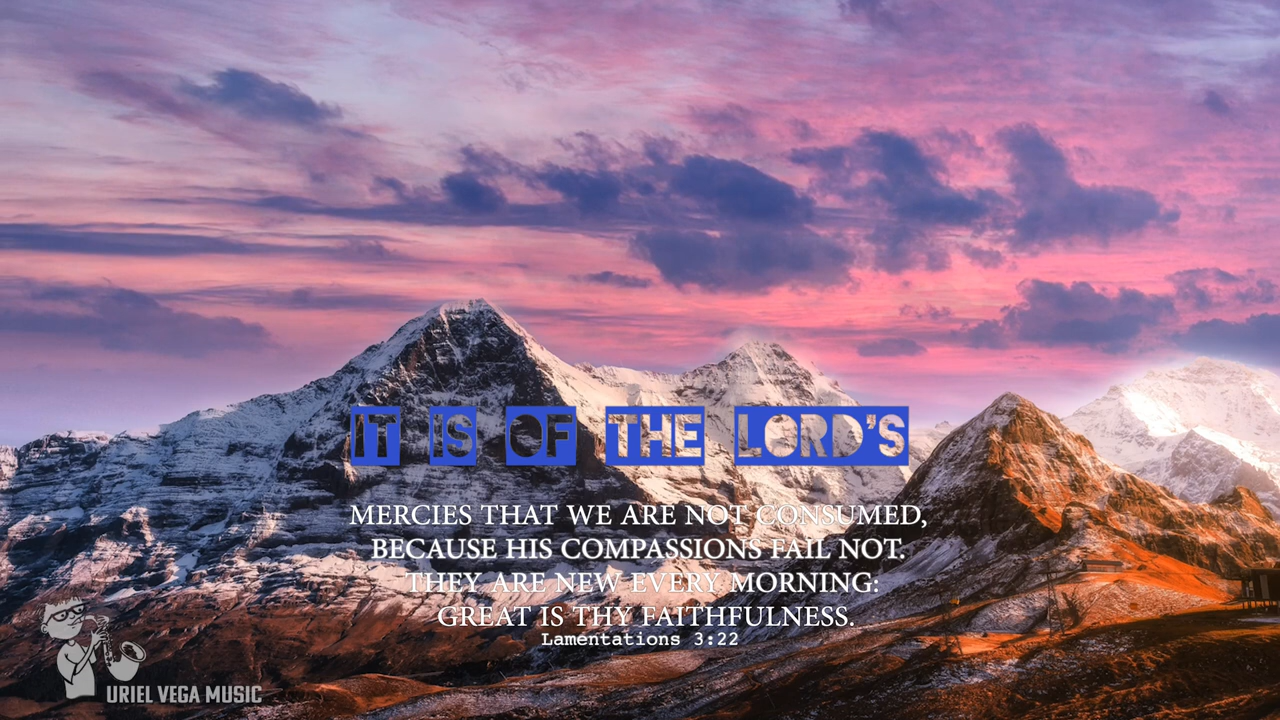 IT IS OF THE LORD'S
MERCIES THAT WE ARE NOT CONSUMED,
BECAUSE HIS COMPASSIONS FAIL NOT.
THEY ARE NEW EVERY MORNING:
GREAT IS THY FAITHFULNESS.
Lamentations 3:22
URIEL VEGA MUSIC